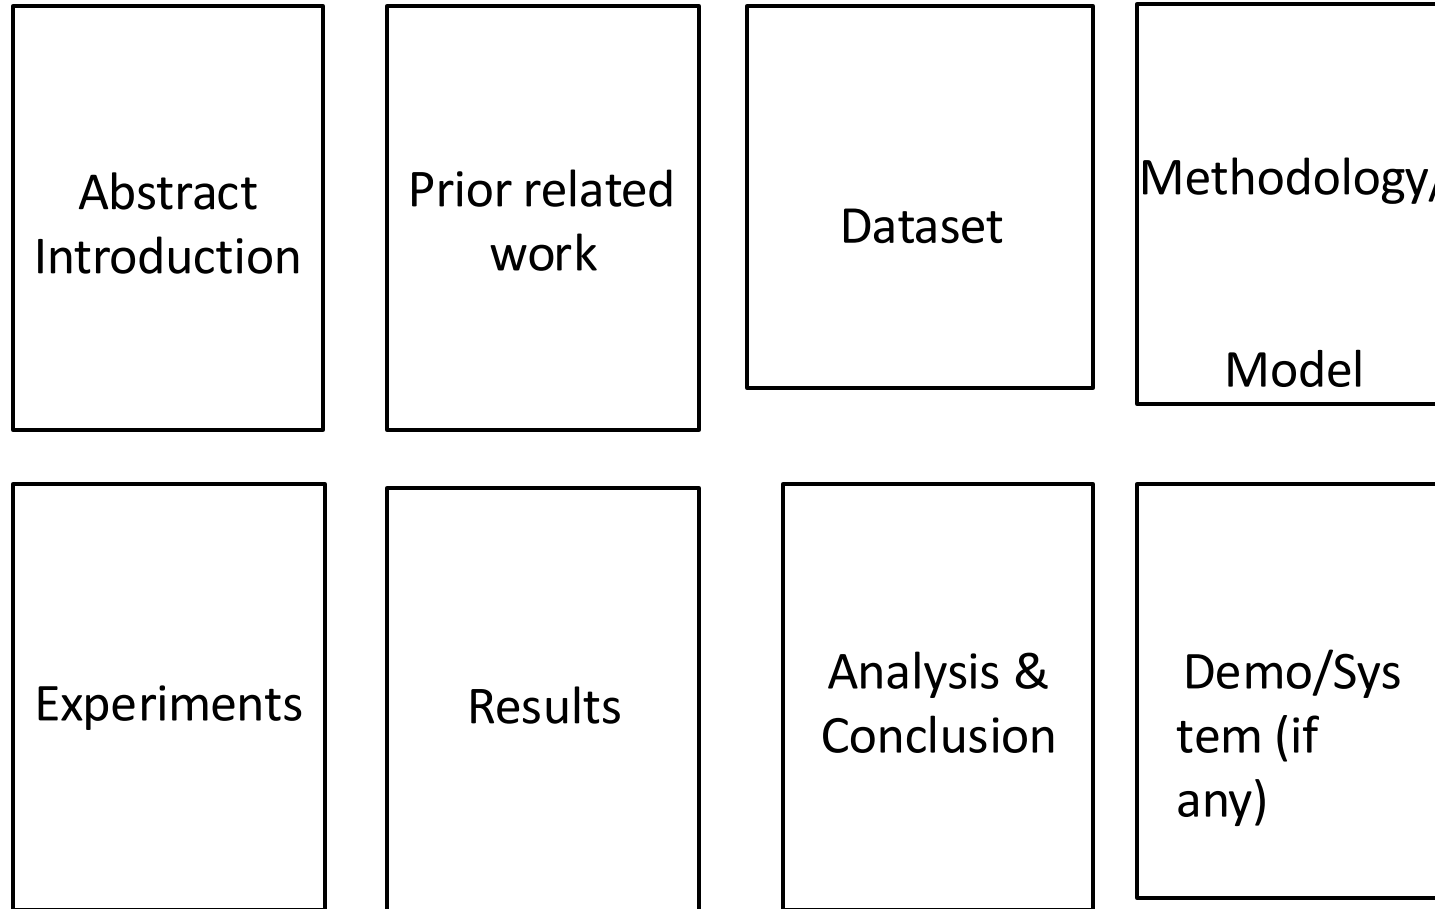 Abstract
Introduction
Prior related
work
Dataset
Methodology/
Model
Experiments
Results
Analysis &
Conclusion
Demo/Sys
tem (if
any)